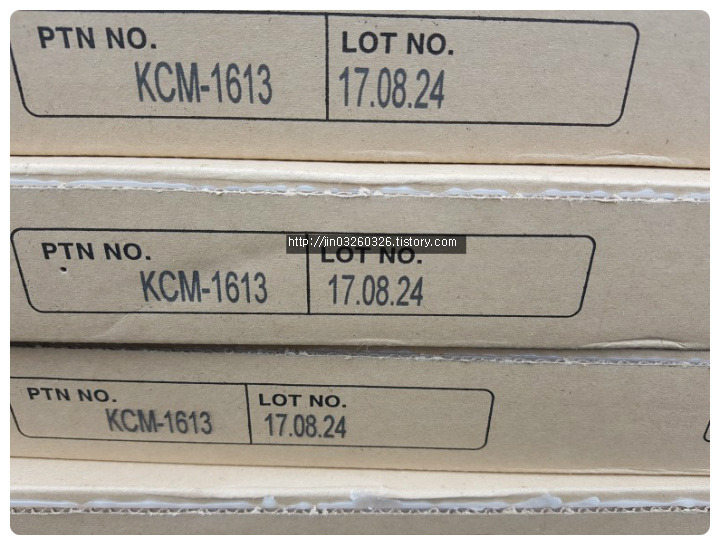 PTN NO. LOT NO.
KCM-1613 17.08.24
http://jin03260326.tistory.com
PTN NO. LOT NO.
KCM-1613 17.08.24
PTN NO. LOT NO.
KCM-1613 17.08.24